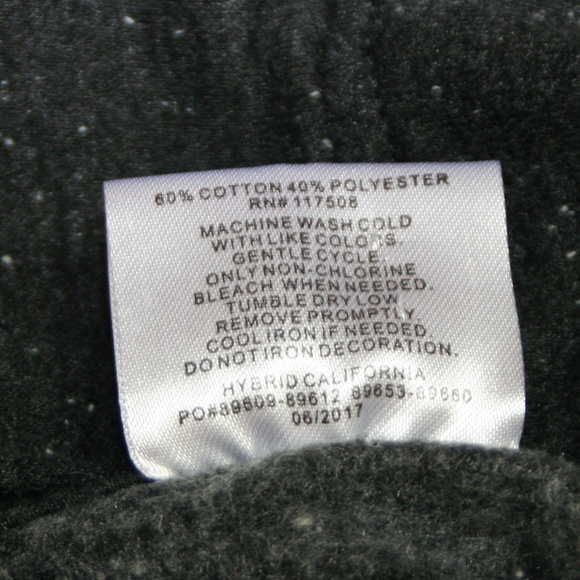 60% COTTON 40% POLYESTER
RN# 117508
MACHINE WASH COLD
WITH LIKE COLORS.
GENTLE CYCLE
ONLY NON-CHLORINE
BLEACH WHEN NEEDED.
TUMBLE DRY LOW
REMOVE PROMPTLY
COOL IRON IF NEEDED
DO NOT IRON DECORATION.
HYBRID CALIFORNIA
PO#89609-89612 89653-89660
06/2017